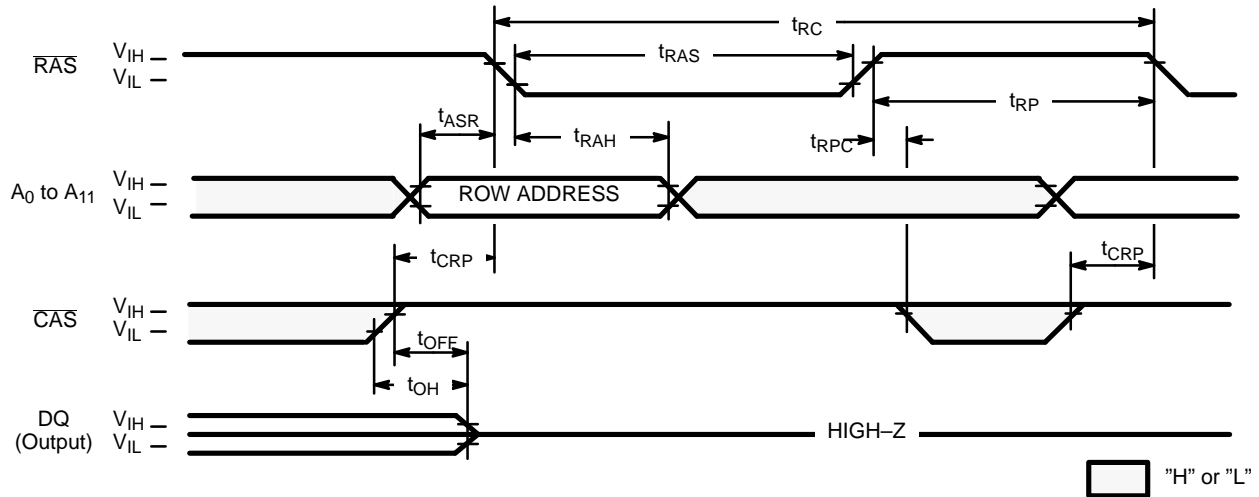 tRC
RAS VIH
VIL
tRAS
tRP
tASR
tRAH
tRPC
A0 to A11 VIH
VIL
ROW ADDRESS
tCRP
tCRP
CAS VIH
VIL
tOFF
tOH
DQ
(Output)
VIH
VIL
HIGH–Z
"H" or "L"